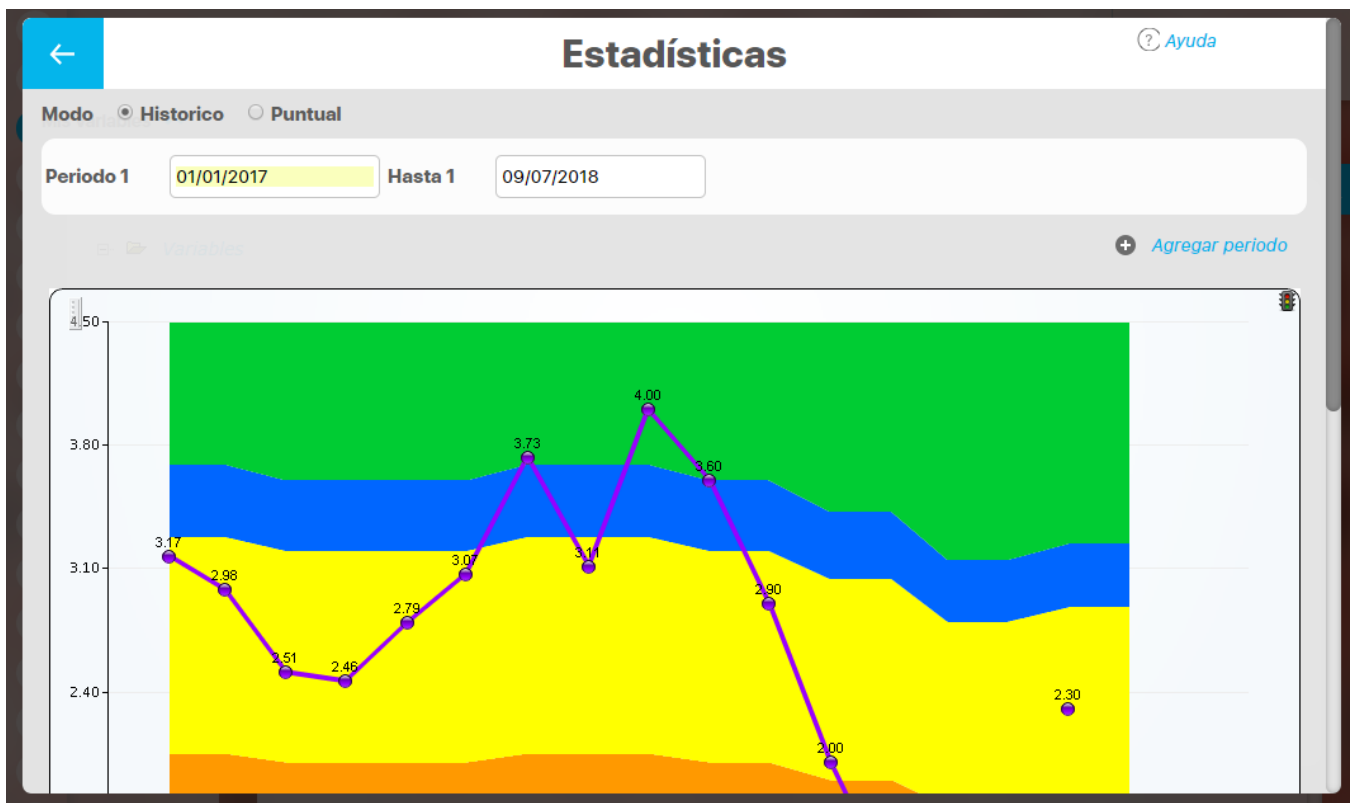 Estadísticas
? Ayuda
Modo Historico Puntual
Periodo 1 01/01/2017 Hasta 1 09/07/2018
Variables
Agregar periodo
4.50
4.00
3.80
3.73
3.60
3.17
3.11
3.10
3.07
2.98
2.90
2.79
2.51
2.46
2.40
2.30
2.00